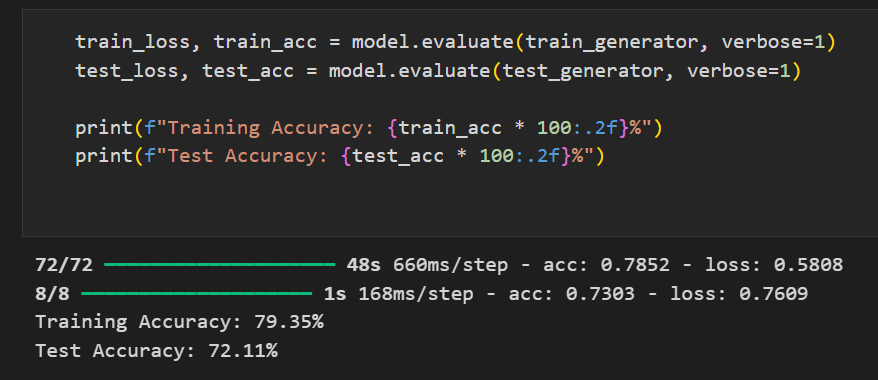 train_loss, train_acc = model.evaluate(train_generator, verbose=1)
test_loss, test_acc = model.evaluate(test_generator, verbose=1)
print(f"Training Accuracy: {train_acc * 100:.2f}%")
print(f"Test Accuracy: {test_acc * 100:.2f}%")
72/72 ━━━━━━━━━━━━━━━━━━━━ 48s 660ms/step - acc: 0.7852 - loss: 0.5808
8/8 ━━━━━━━━━━━━━━━━━━━━ 1s 168ms/step - acc: 0.7303 - loss: 0.7609
Training Accuracy: 79.35%
Test Accuracy: 72.11%